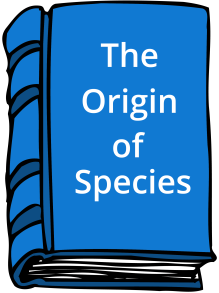 The
Origin
of
Species